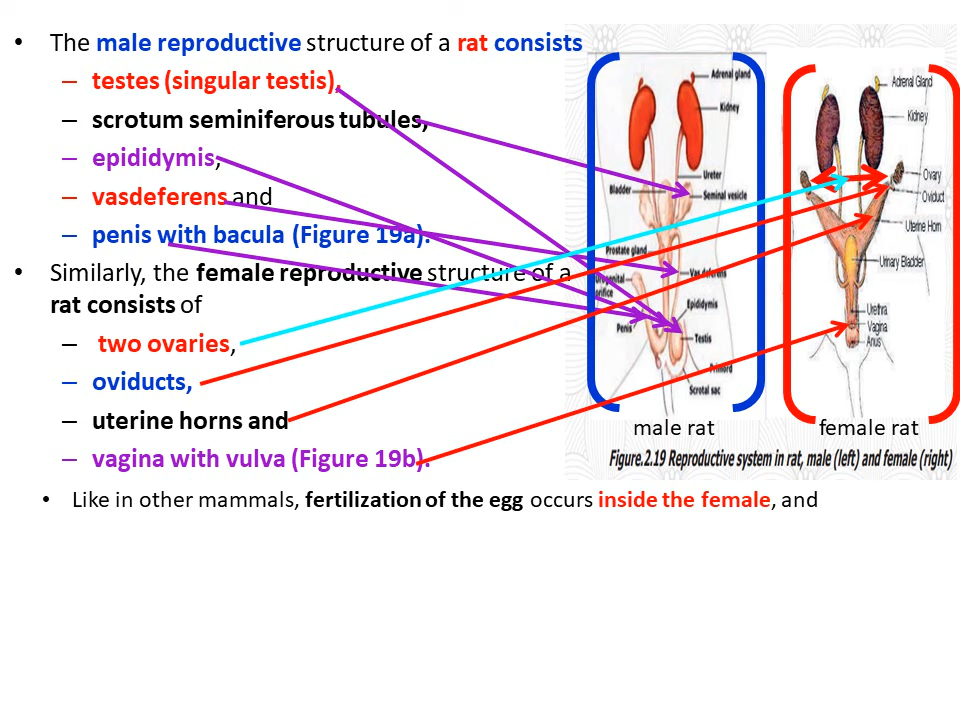 • The male reproductive structure of a rat consists
– testes (singular testis),
– scrotum seminiferous tubules,
– epididymis,
– vasdeferens and
– penis with bacula (Figure 19a).
• Similarly, the female reproductive structure of a
rat consists of
– two ovaries,
– oviducts,
– uterine horns and
– vagina with vulva (Figure 19b).
• Like in other mammals, fertilization of the egg occurs inside the female, and
Adrenal gland
Kidney
Ureter
Bladder
Seminal vesicle
Prostate gland
Vas deferens
orifice
Epididymis
Penis
Testis
Scrotal sac
Adrenal Gland
Kidney
Ovary
Oviduct
Uterine Horn
Urinary Bladder
Urethra
Vagina
Anus
male rat
female rat
Figure.2.19 Reproductive system in rat, male (left) and female (right)